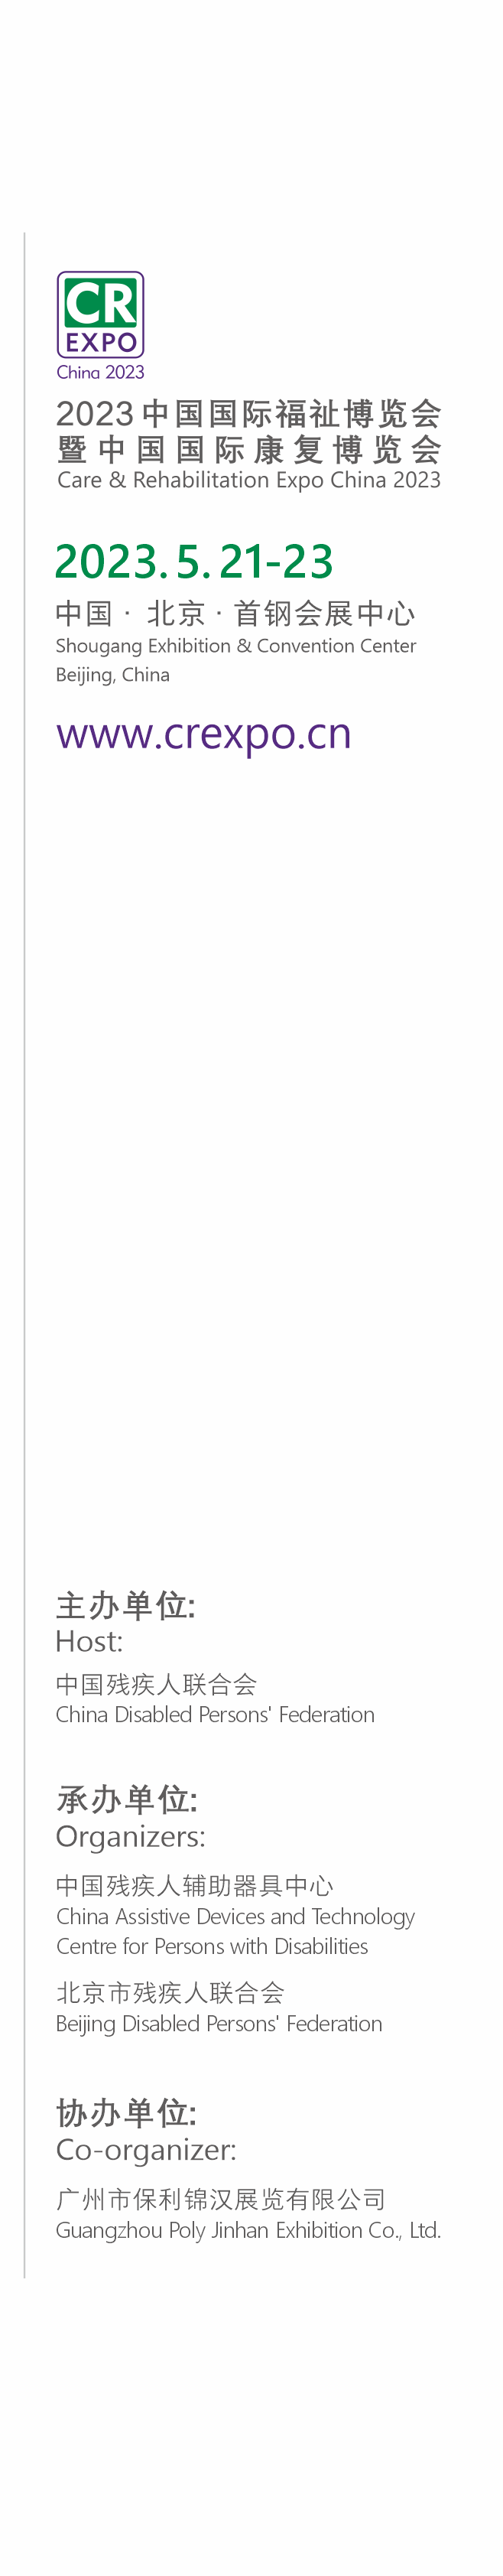 CR
EXPO
China 2023
2023中国国际福祉博览会
暨中国国际康复博览会
Care & Rehabilitation Expo China 2023
2023.5.21-23
中国·北京·首钢会展中心
Shougang Exhibition & Convention Center
Beijing, China
www.crexpo.cn
主办单位:
Host:
中国残疾人联合会
China Disabled Persons' Federation
承办单位:
Organizers:
中国残疾人辅助器具中心
China Assistive Devices and Technology
Centre for Persons with Disabilities
北京市残疾人联合会
Beijing Disabled Persons' Federation
协办单位:
Co-organizer:
广州市保利锦汉展览有限公司
Guangzhou Poly Jinhan Exhibition Co., Ltd.